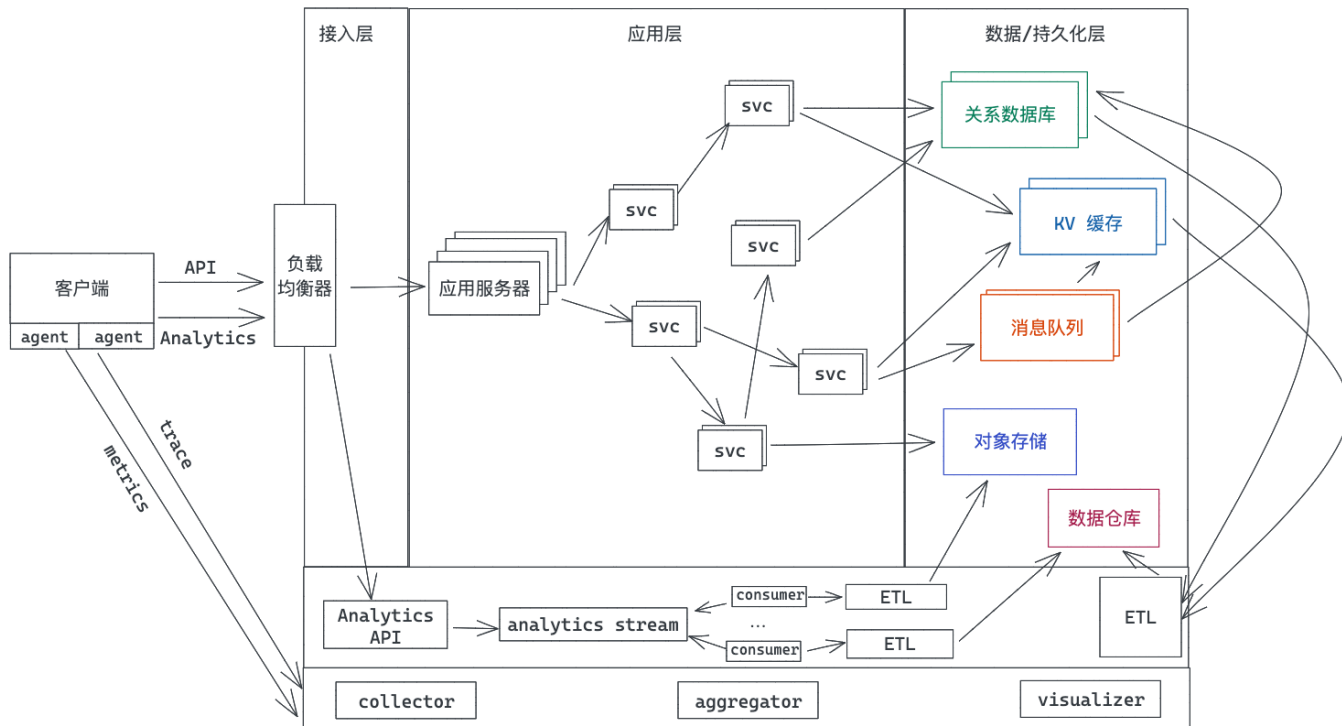 接入层
应用层
数据/持久化层
svc
关系数据库
svc
KV 缓存
svc
负载
均衡器
API
客户端
应用服务器
agent
agent
Analytics
svc
消息队列
svc
trace
metrics
svc
对象存储
数据仓库
consumer
ETL
Analytics
API
analytics stream
...
consumer
ETL
ETL
collector
aggregator
visualizer